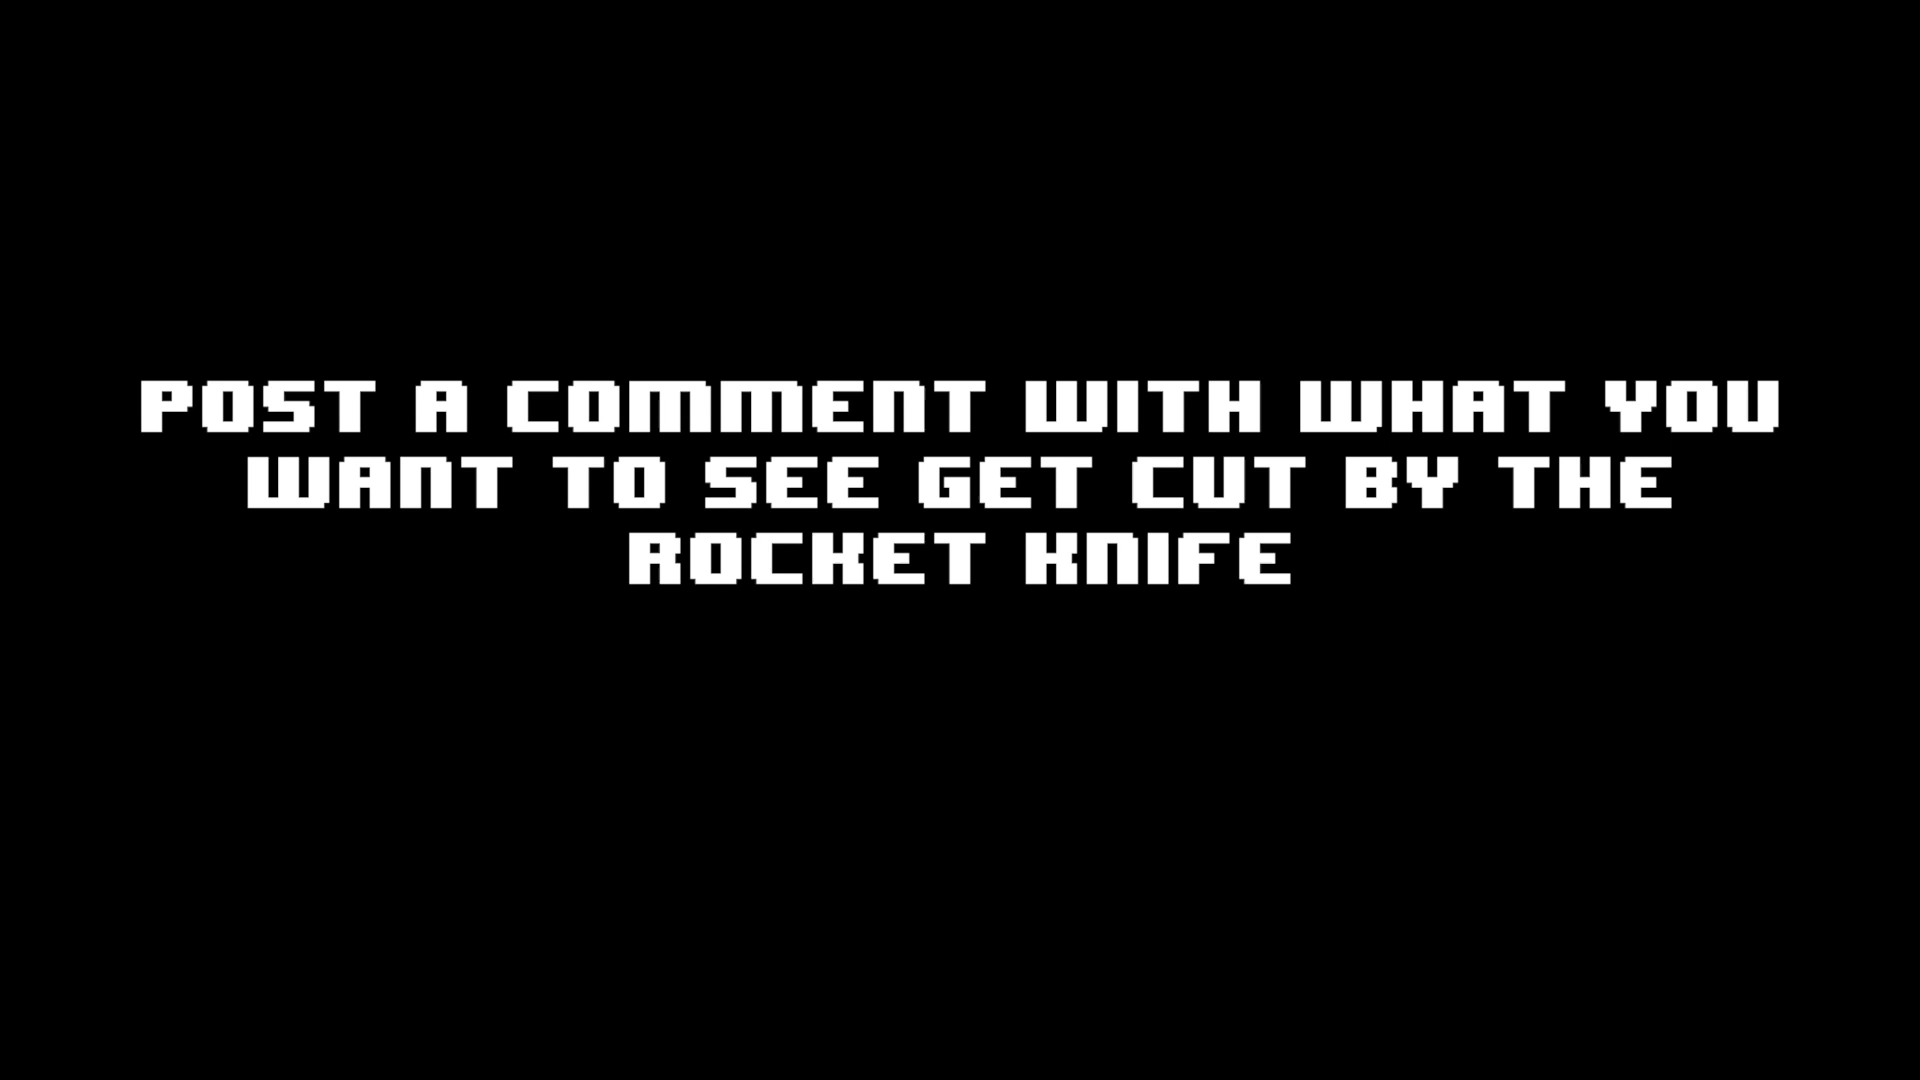 POST A COMMENT WITH WHAT YOU
WANT TO SEE GET CUT BY THE
ROCKET KNIFE